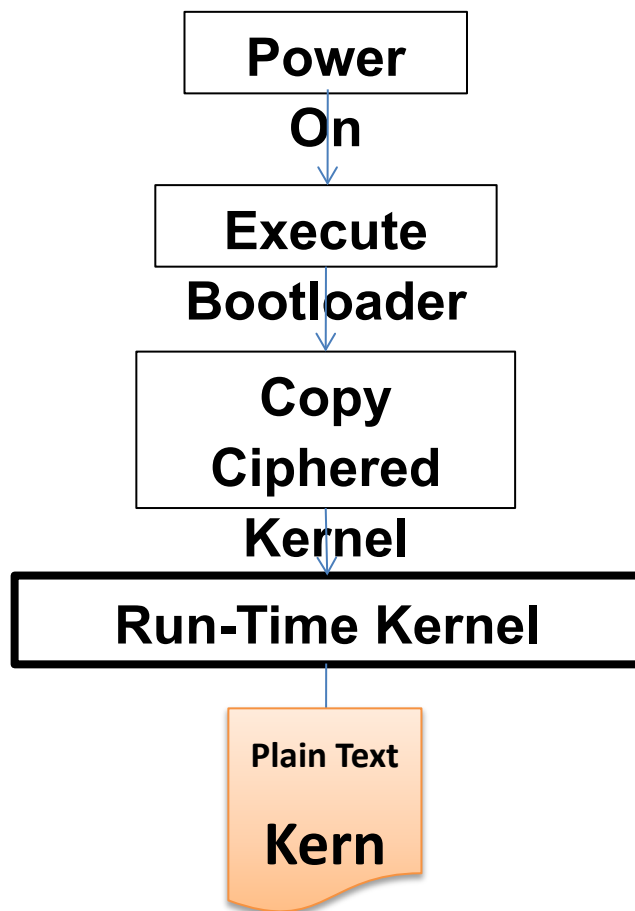 Power
On
Execute
Bootloader
Copy
Ciphered
Kernel
Run-Time Kernel
Plain Text
Kern